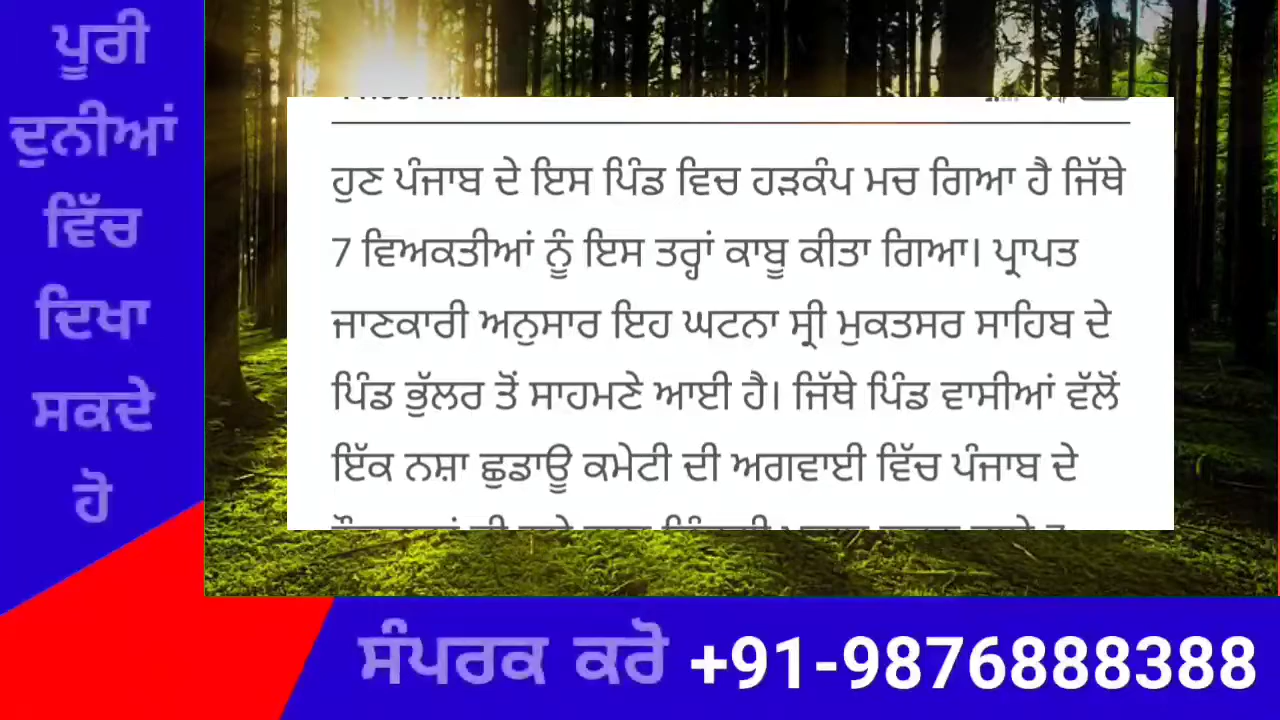 ਪੂਰੀ
ਦੁਨੀਆਂ
ਵਿੱਚ
ਦਿਖਾ
ਸਕਦੇ
ਹੋ
ਹੁਣ ਪੰਜਾਬ ਦੇ ਇਸ ਪਿੰਡ ਵਿਚ ਹੜਕੰਪ ਮਚ ਗਿਆ ਹੈ ਜਿੱਥੇ
7 ਵਿਅਕਤੀਆਂ ਨੂੰ ਇਸ ਤਰ੍ਹਾਂ ਕਾਬੂ ਕੀਤਾ ਗਿਆ। ਪ੍ਰਾਪਤ
ਜਾਣਕਾਰੀ ਅਨੁਸਾਰ ਇਹ ਘਟਨਾ ਸ੍ਰੀ ਮੁਕਤਸਰ ਸਾਹਿਬ ਦੇ
ਪਿੰਡ ਭੁੱਲਰ ਤੋਂ ਸਾਹਮਣੇ ਆਈ ਹੈ। ਜਿੱਥੇ ਪਿੰਡ ਵਾਸੀਆਂ ਵੱਲੋਂ
ਇੱਕ ਨਸ਼ਾ ਛੁਡਾਊ ਕਮੇਟੀ ਦੀ ਅਗਵਾਈ ਵਿੱਚ ਪੰਜਾਬ ਦੇ
ਸੰਪਰਕ ਕਰੋ +91-9876888388